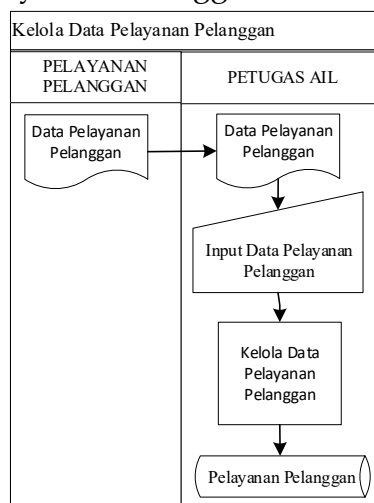 Kelola Data Pelayanan Pelanggan
PELAYANAN
PELANGGAN
PETUGAS AIL
Data Pelayanan
Pelanggan
Data Pelayanan
Pelanggan
Input Data Pelayanan
Pelanggan
Kelola Data
Pelayanan
Pelanggan
Pelayanan Pelanggan